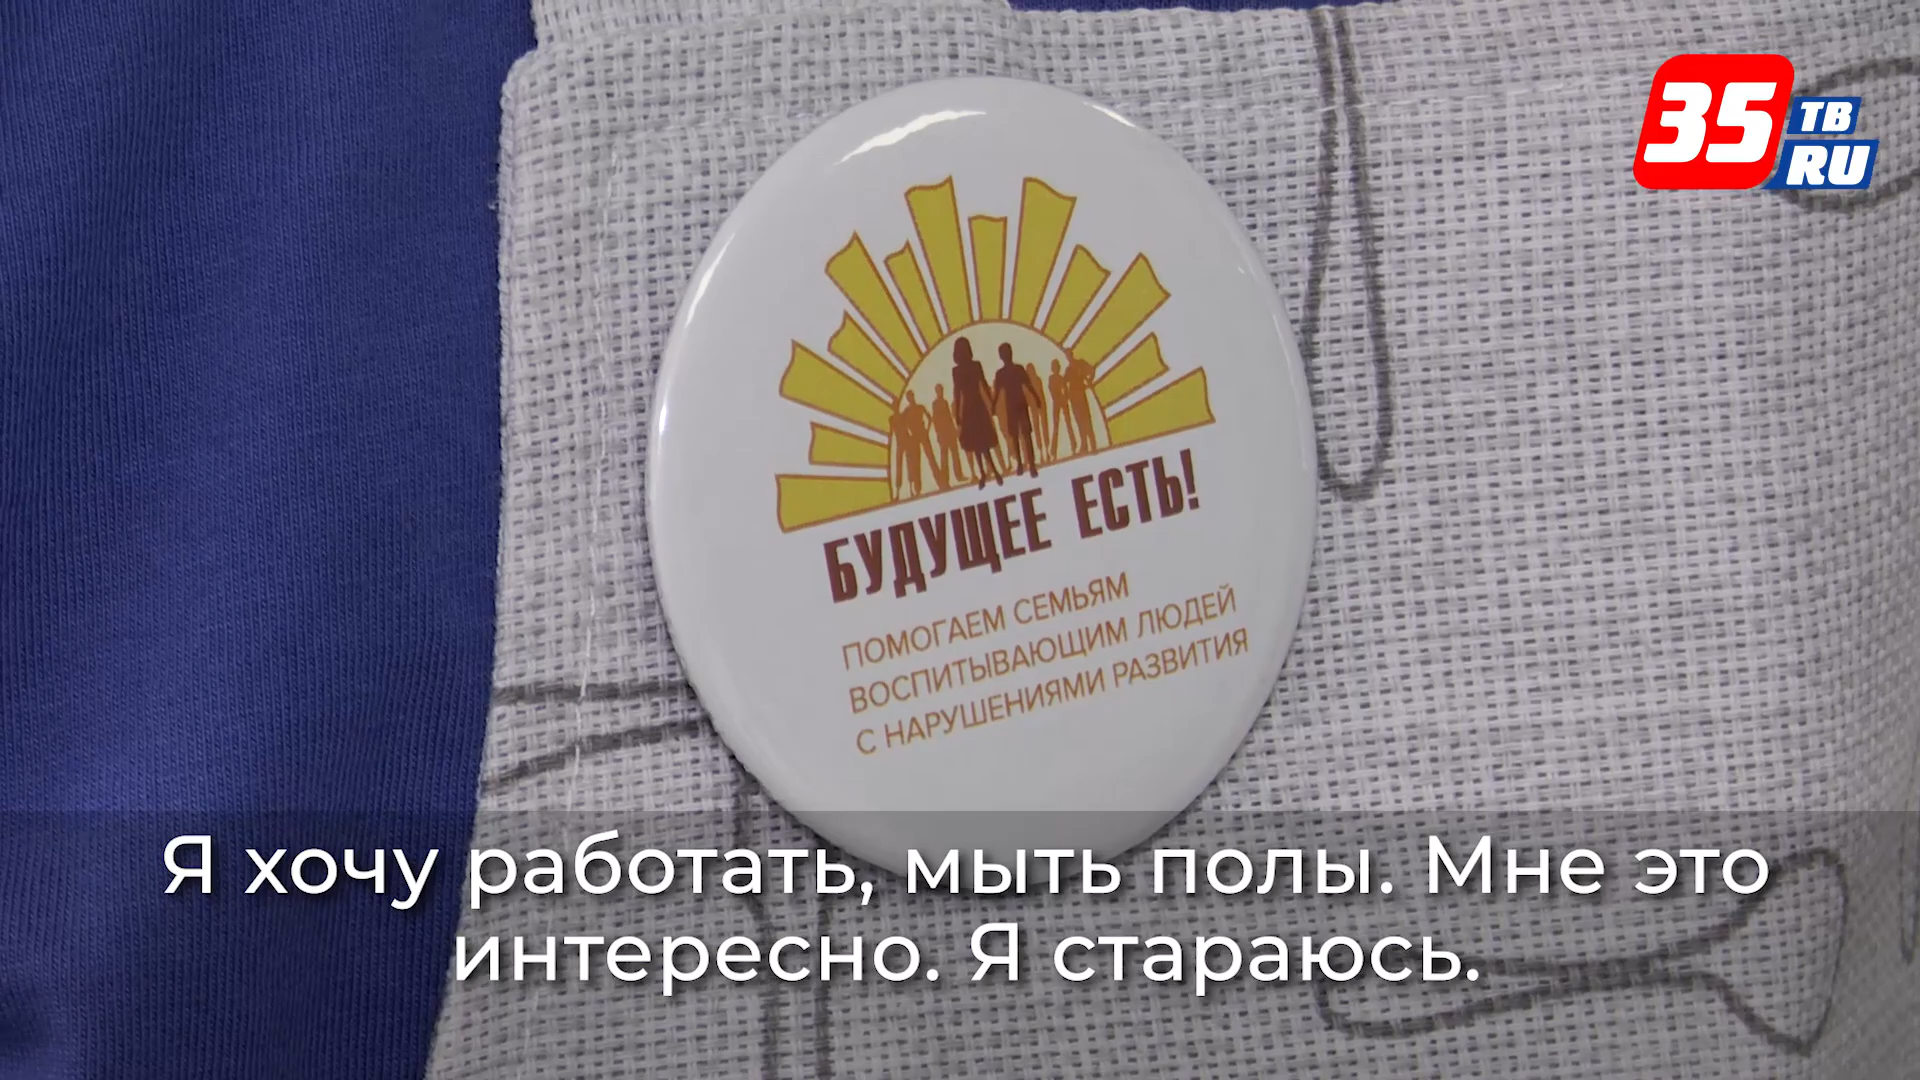 35
ТВ
RU
БУДУЩЕЕ ЕСТЬ!
ПОМОГАЕМ СЕМЬЯМ
ВОСПИТЫВАЮЩИМ ЛЮДЕЙ
С НАРУШЕНИЯМИ РАЗВИТИЯ
Я хочу работать, мыть полы. Мне это
интересно. Я стараюсь.